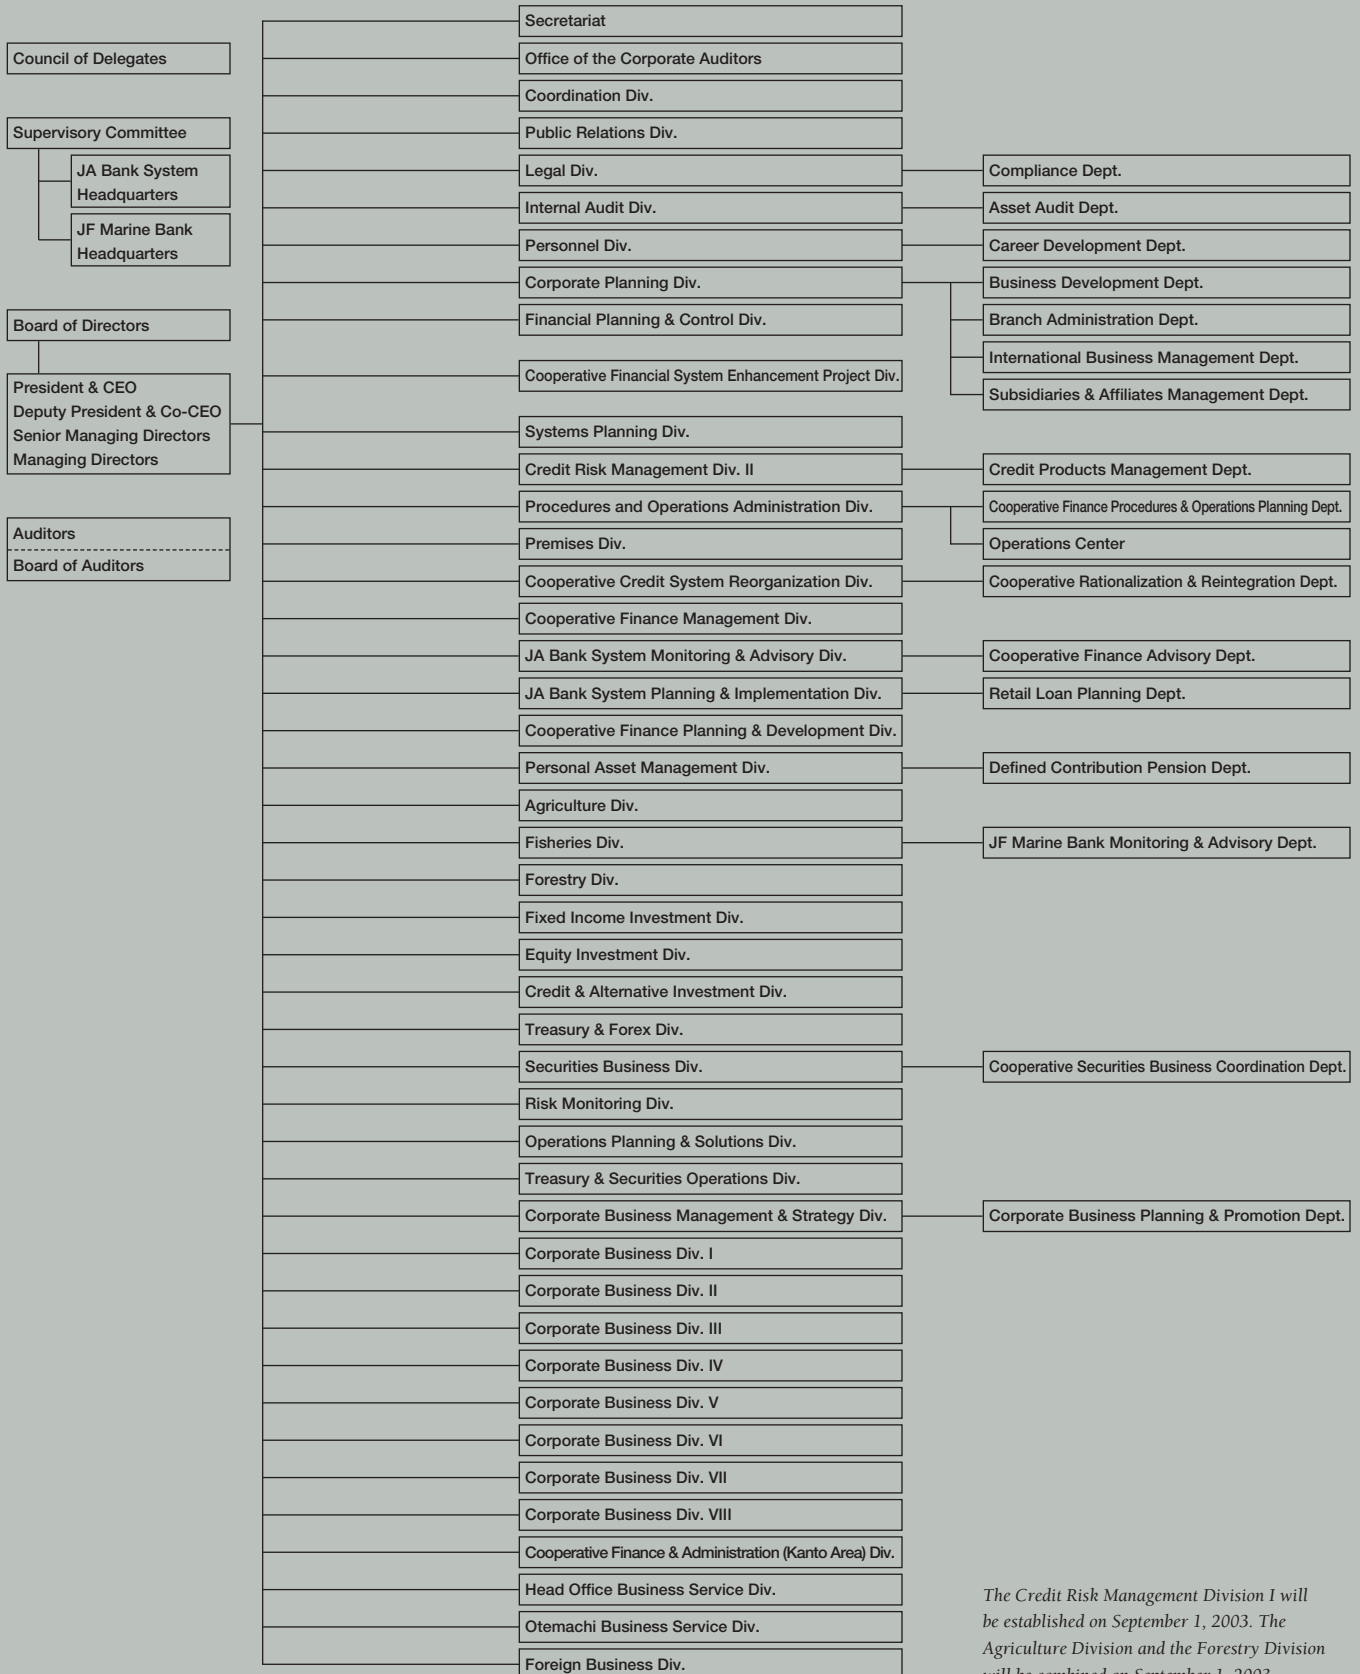 Council of Delegates
Supervisory Committee
JA Bank System
Headquarters
JF Marine Bank
Headquarters
Board of Directors
President & CEO
Deputy President & Co-CEO
Senior Managing Directors
Managing Directors
Auditors
Board of Auditors
Secretariat
Office of the Corporate Auditors
Coordination Div.
Public Relations Div.
Legal Div.
Internal Audit Div.
Personnel Div.
Corporate Planning Div.
Financial Planning & Control Div.
Cooperative Financial System Enhancement Project Div.
Systems Planning Div.
Credit Risk Management Div. II
Procedures and Operations Administration Div.
Premises Div.
Cooperative Credit System Reorganization Div.
Cooperative Finance Management Div.
JA Bank System Monitoring & Advisory Div.
JA Bank System Planning & Implementation Div.
Cooperative Finance Planning & Development Div.
Personal Asset Management Div.
Agriculture Div.
Fisheries Div.
Forestry Div.
Fixed Income Investment Div.
Equity Investment Div.
Credit & Alternative Investment Div.
Treasury & Forex Div.
Securities Business Div.
Risk Monitoring Div.
Operations Planning & Solutions Div.
Treasury & Securities Operations Div.
Corporate Business Management & Strategy Div.
Corporate Business Div. I
Corporate Business Div. II
Corporate Business Div. III
Corporate Business Div. IV
Corporate Business Div. V
Corporate Business Div. VI
Corporate Business Div. VII
Corporate Business Div. VIII
Cooperative Finance & Administration (Kanto Area) Div.
Head Office Business Service Div.
Otemachi Business Service Div.
Foreign Business Div.
Compliance Dept.
Asset Audit Dept.
Career Development Dept.
Business Development Dept.
Branch Administration Dept.
International Business Management Dept.
Subsidiaries & Affiliates Management Dept.
Credit Products Management Dept.
Cooperative Finance Procedures & Operations Planning Dept.
Operations Center
Cooperative Rationalization & Reintegration Dept.
Cooperative Finance Advisory Dept.
Retail Loan Planning Dept.
Defined Contribution Pension Dept.
JF Marine Bank Monitoring & Advisory Dept.
Cooperative Securities Business Coordination Dept.
Corporate Business Planning & Promotion Dept.
The Credit Risk Management Division I will
be established on September 1, 2003. The
Agriculture Division and the Forestry Division
will be combined on September 1, 2003